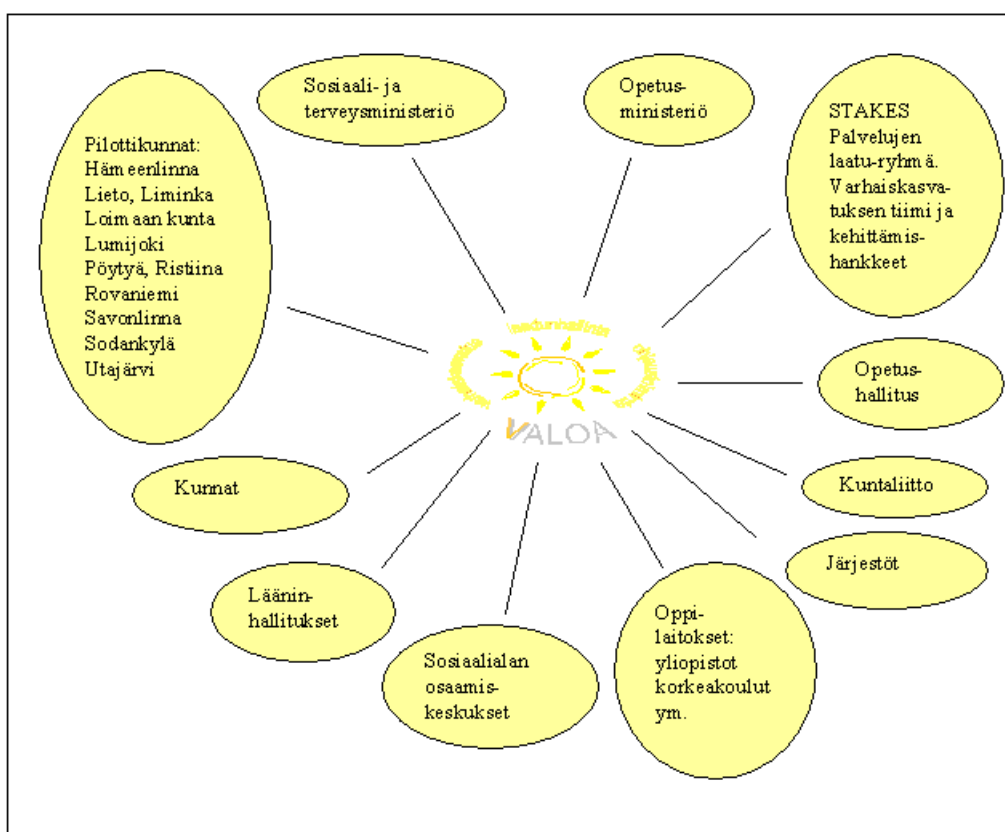 Sosiaali- ja
terveysministeriö
Opetus-
ministeriö
STAKES
Palvelujen
laatu-ryhmä.
Varhaiskasva-
tuksen tiimi ja
kehittämis-
hankkeet
Pilottikunnat:
Hämeenlinna
Lieto, Liminka
Loimaan kunta
Lumijoki
Pöytyä, Ristiina
Rovaniemi
Savonlinna
Sodankylä
Utajärvi
laadunhallinta
VALOA
Opetus-
hallitus
Kunnat
Kuntaliitto
Järjestöt
Läänin-
hallitukset
Sosiaalialan
osaamis-
keskukset
Oppi-
laitokset:
yliopistot
korkeakoulut
ym.